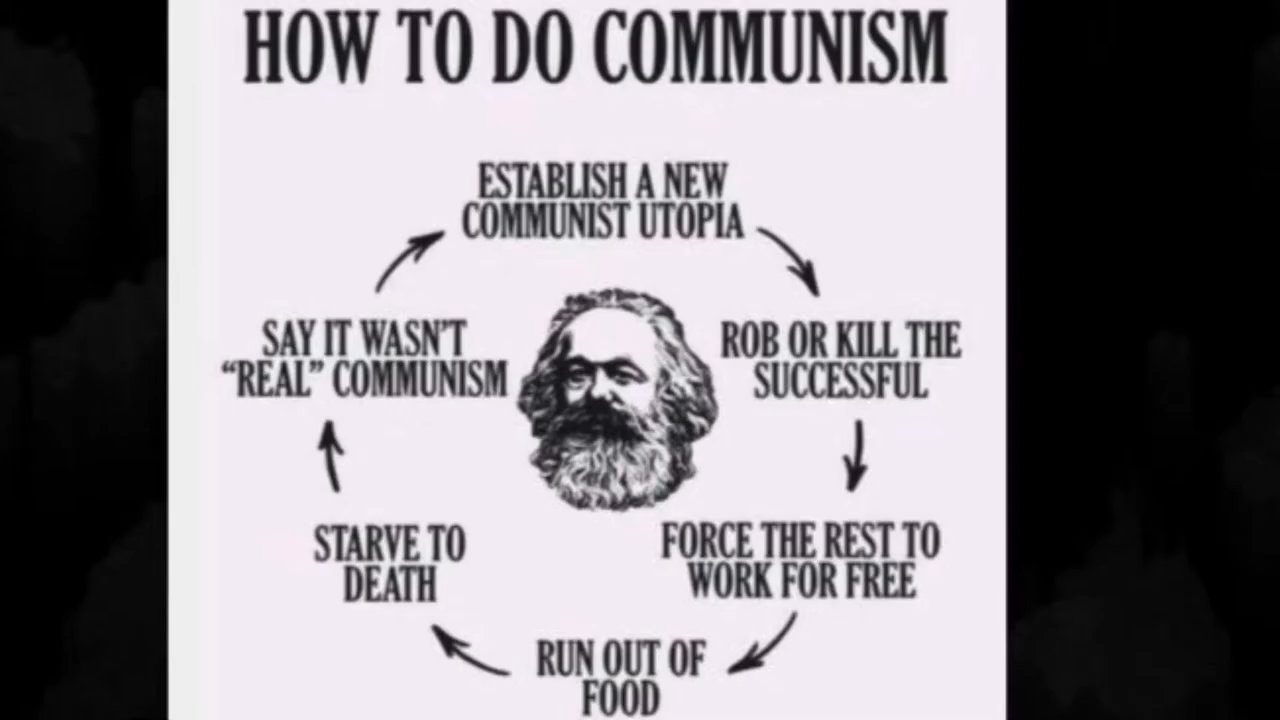 HOW TO DO COMMUNISM
ESTABLISH A NEW
COMMUNIST UTOPIA
ROB OR KILL THE
SUCCESSFUL
FORCE THE REST TO
WORK FOR FREE
RUN OUT OF
FOOD
STARVE TO
DEATH
SAY IT WASN'T
“REAL” COMMUNISM